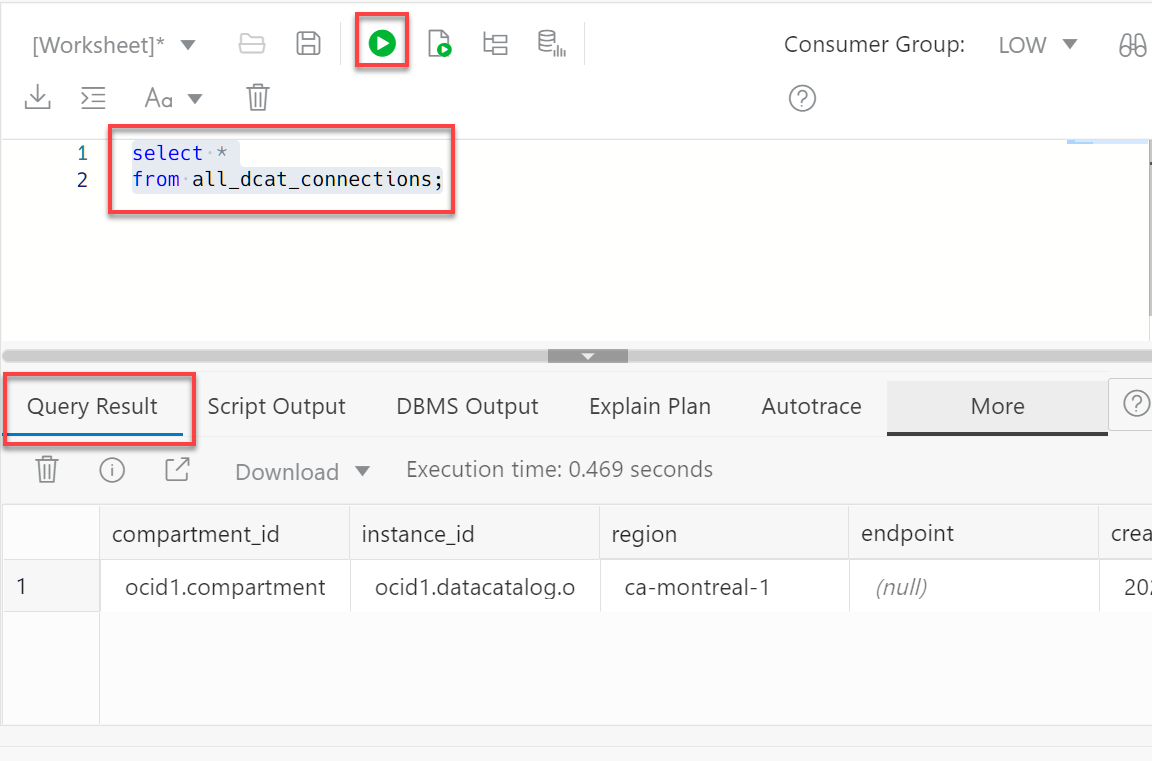 [Worksheet]* Consumer Group: LOW
Aa ?
1 select *
2 from all_dcat_connections;
Query Result Script Output DBMS Output Explain Plan Autotrace More ?
Download Execution time: 0.469 seconds
compartment_id instance_id region endpoint crea
1 ocid1.compartment ocid1.datacatalog.o ca-montreal-1 (null) 202